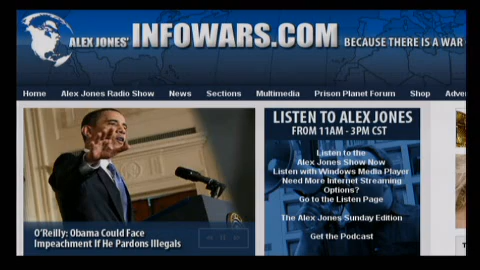 ALEX JONES' INFOWARS.COM BECAUSE THERE IS A WAR
Home Alex Jones Radio Show News Sections Multimedia Prison Planet Forum Shop
LISTEN TO ALEX JONES
FROM 11AM - 3PM CST
Listen to the
Alex Jones Show Now
Listen with Windows Media Player
Need More Internet Streaming
Options?
Go to the Listen Page
The Alex Jones Sunday Edition
Get the Podcast
O'Reilly: Obama Could Face
Impeachment If He Pardons Illegals